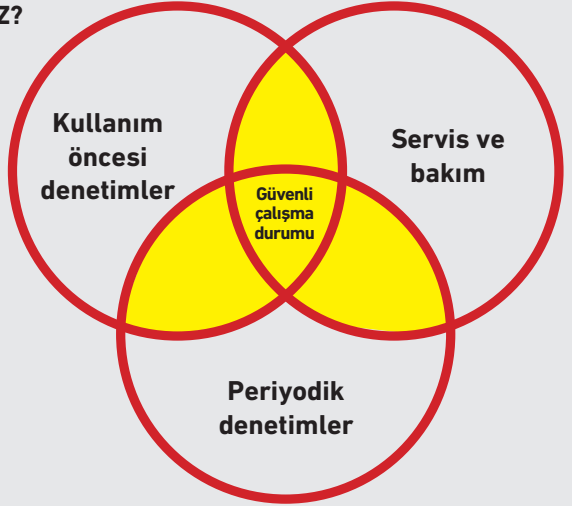 Z?
Kullanım
öncesi
denetimler
Servis ve
bakım
Güvenli
çalışma
durumu
Periyodik
denetimler